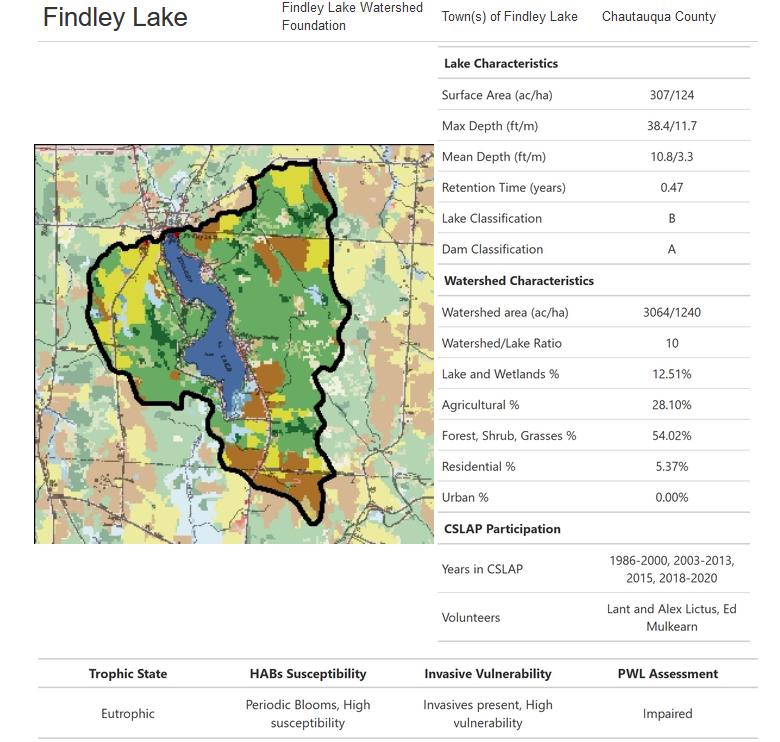 Findley Lake
Findley Lake Watershed
Foundation
Town(s) of Findley Lake
Chautauqua County
Lake Characteristics
Surface Area (ac/ha) 307/124
Max Depth (ft/m) 38.4/11.7
Mean Depth (ft/m) 10.8/3.3
Retention Time (years) 0.47
Lake Classification B
Dam Classification A
Watershed Characteristics
Watershed area (ac/ha) 3064/1240
Watershed/Lake Ratio 10
Lake and Wetlands % 12.51%
Agricultural % 28.10%
Forest, Shrub, Grasses % 54.02%
Residential % 5.37%
Urban % 0.00%
CSLAP Participation
Years in CSLAP 1986-2000, 2003-2013,
2015, 2018-2020
Volunteers Lant and Alex Lictus, Ed
Mulkearn
Trophic State HABs Susceptibility Invasive Vulnerability PWL Assessment
Eutrophic Periodic Blooms, High Invasives present, High Impaired
susceptibility vulnerability